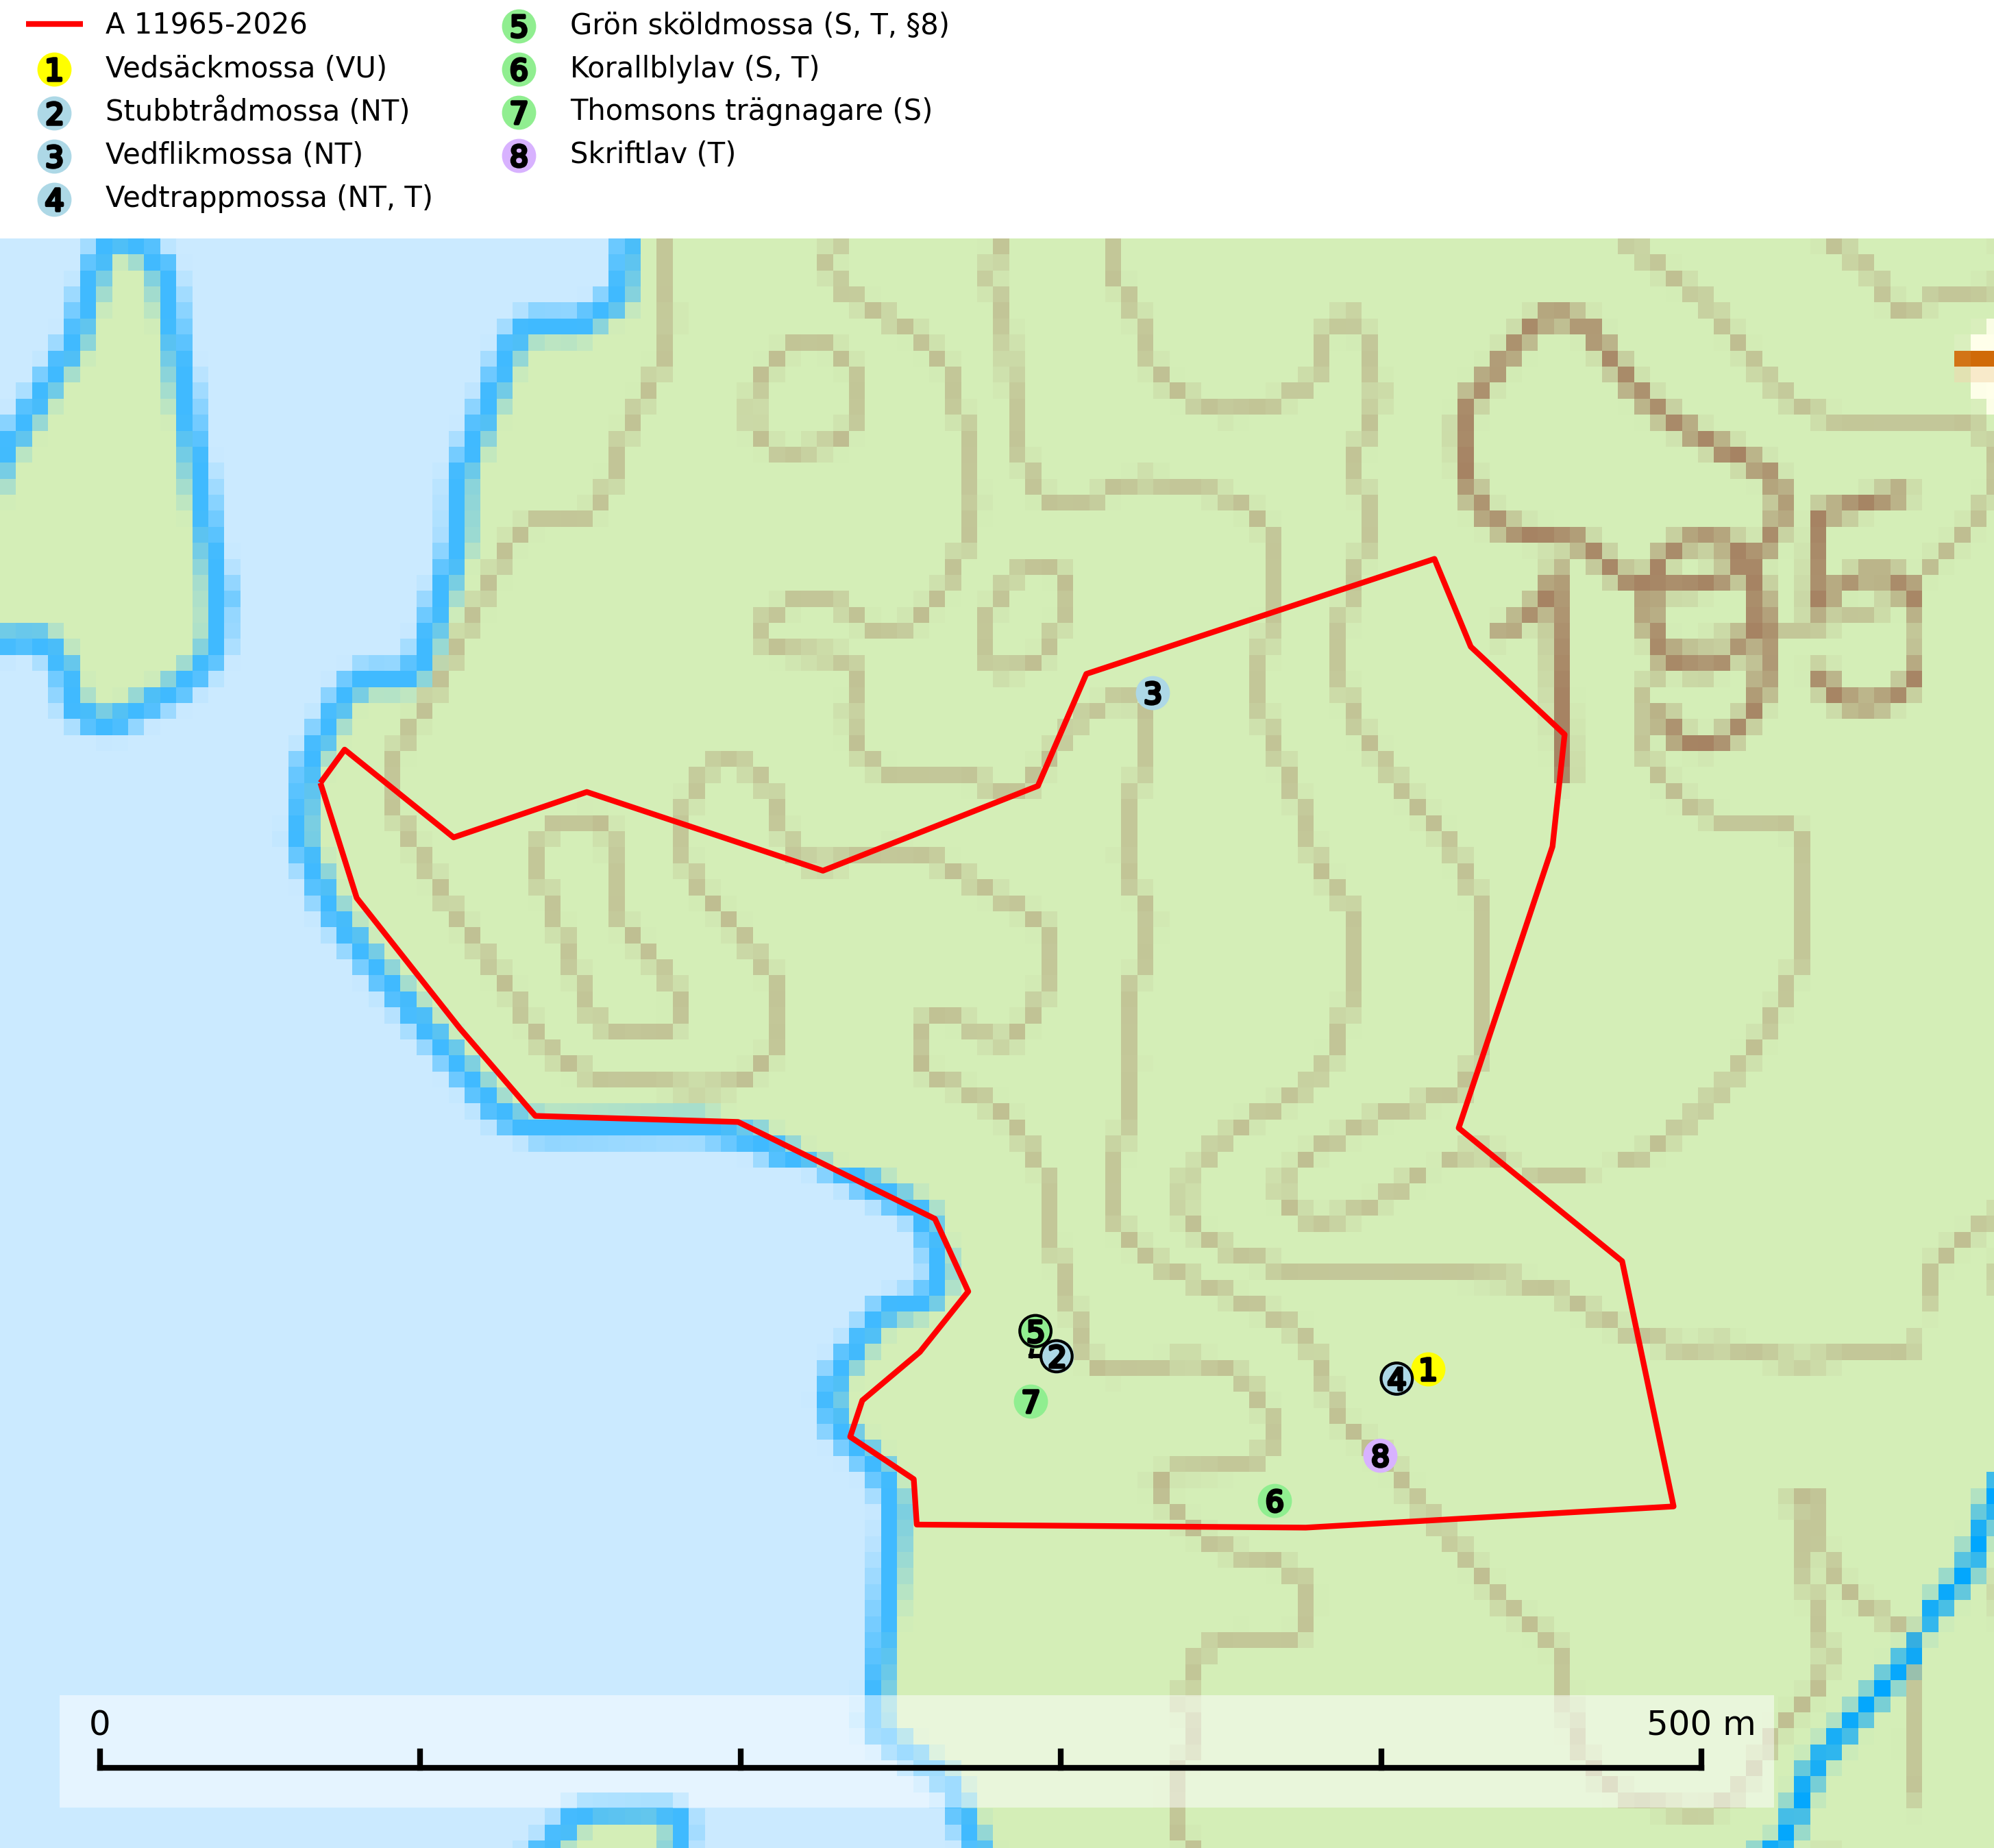 A 11965-2026
1 Vedsäckmossa (VU)
2 Stubbtrådmossa (NT)
3 Vedflikmossa (NT)
4 Vedtrappmossa (NT, T)
5 Grön sköldmossa (S, T, §8)
6 Korallblylav (S, T)
7 Thomsons trägnagare (S)
8 Skriftlav (T)
3
5
2
4 1
7
8
6
0 500 m